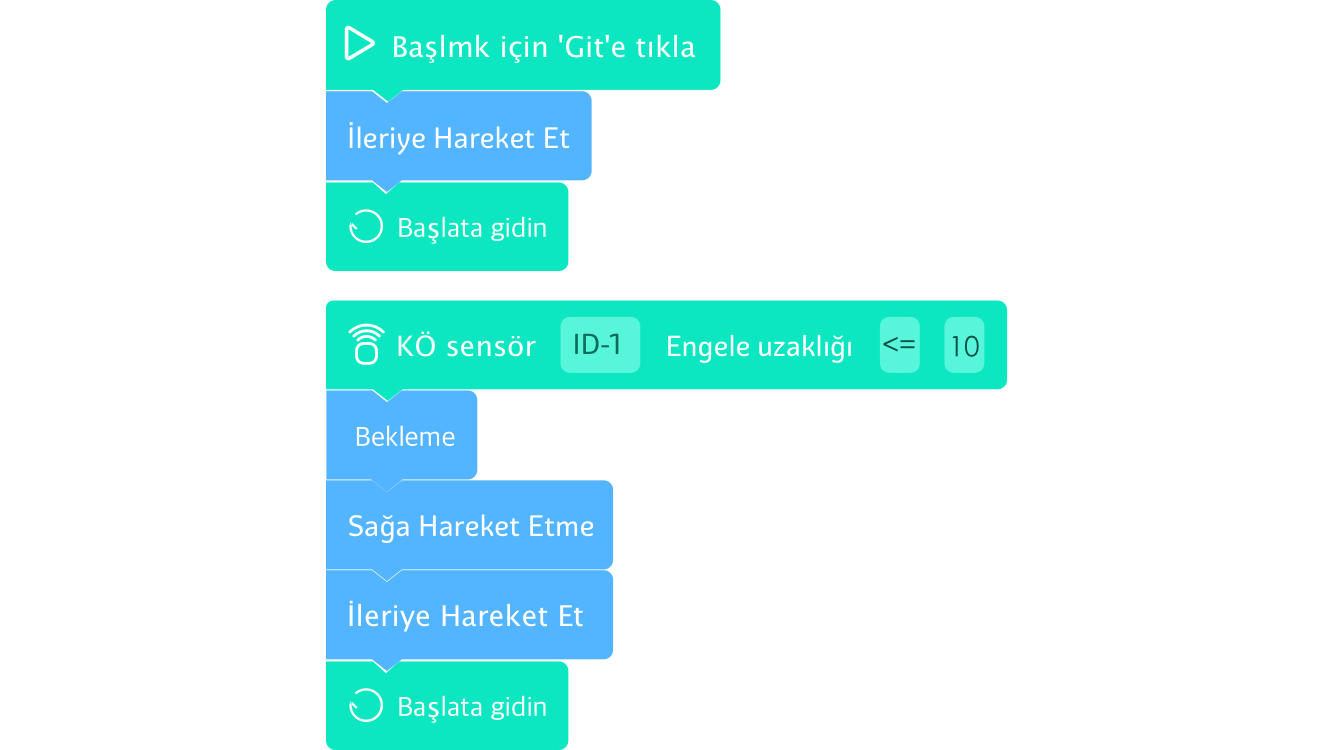 Başlmk için 'Git'e tıkla
İleriye Hareket Et
Başlata gidin
KÖ sensör ID-1 Engele uzaklığı <= 10
Bekleme
Sağa Hareket Etme
İleriye Hareket Et
Başlata gidin